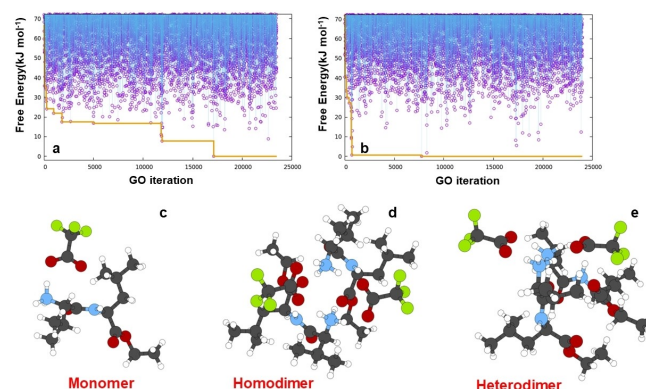 Free Energy(kJ mol-1)
70
60
50
40
30
20
10
0
a
0
5000
10000
15000
20000
25000
GO iteration
Free Energy(kJ mol-1)
70
60
50
40
30
20
10
0
b
0
5000
10000
15000
20000
25000
GO iteration
c
d
e
Monomer
Homodimer
Heterodimer